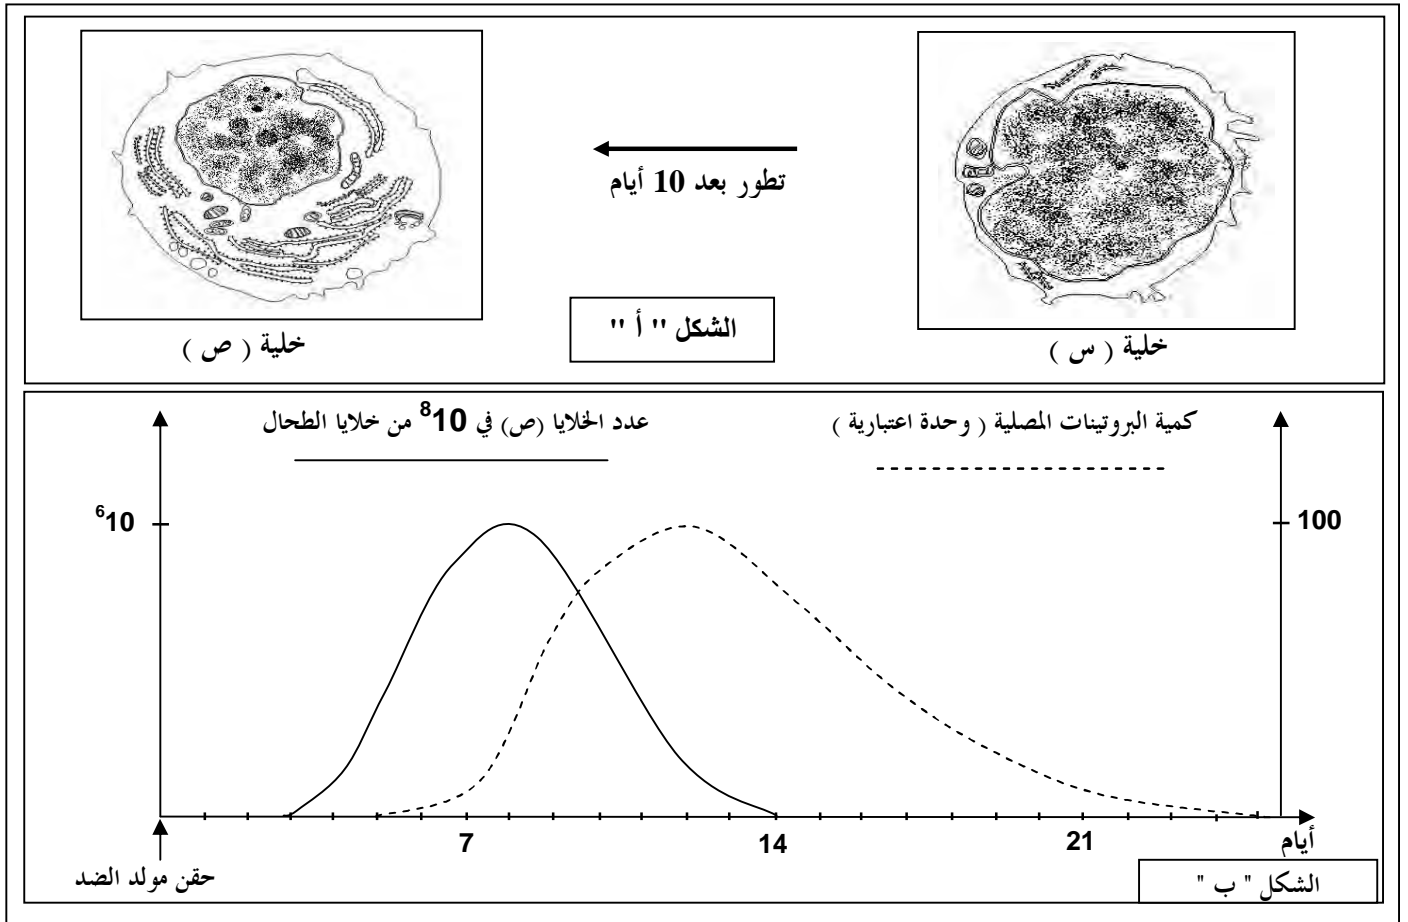 تطور بعد 10 أيام
الشكل " أ "
خلية ( س )
خلية ( ص )
كمية البروتينات المصلية ( وحدة اعتبارية )
عدد الخلايا (ص) في 10⁸ من خلايا الطحال
10⁶
100
7
14
21
أيام
حقن مولد الضد
الشكل " ب "